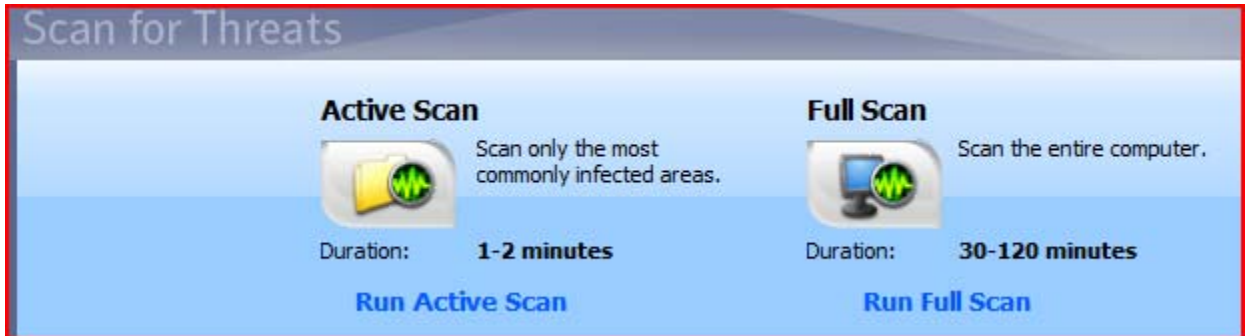 Scan for Threats
Active Scan
Scan only the most
commonly infected areas.
Duration: 1-2 minutes
Run Active Scan
Full Scan
Scan the entire computer.
Duration: 30-120 minutes
Run Full Scan